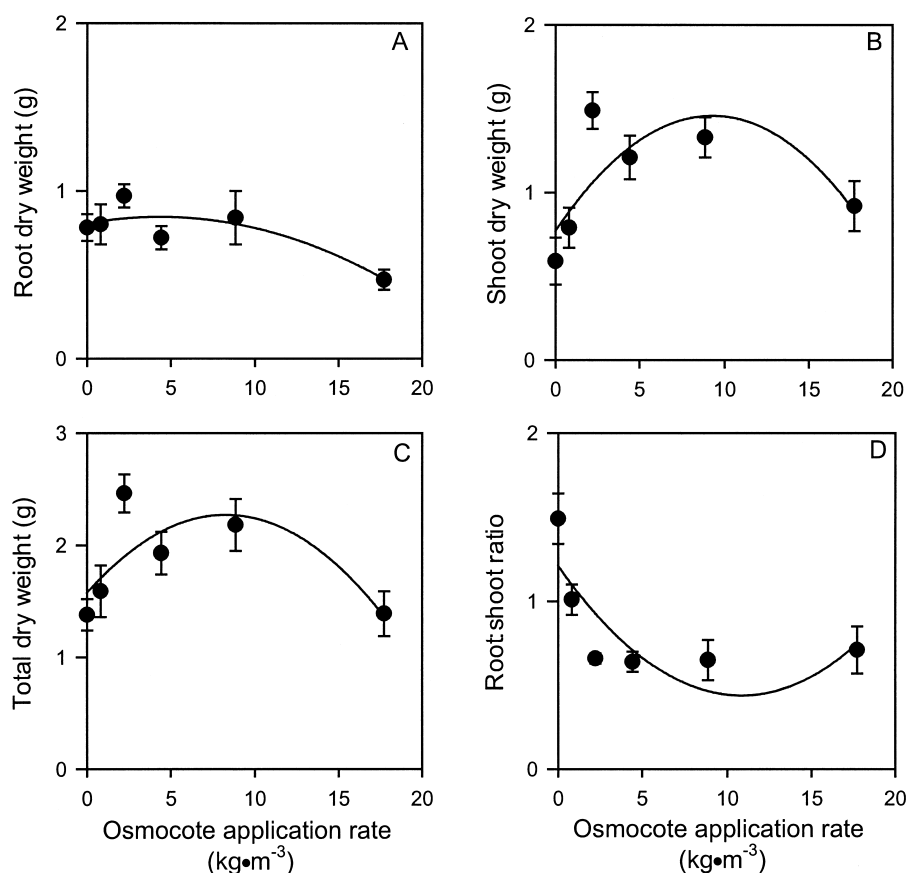 A
Root dry weight (g)
2
1
0
0 5 10 15 20
B
Shoot dry weight (g)
2
1
0
0 5 10 15 20
C
Total dry weight (g)
3
2
1
0
0 5 10 15 20
Osmocote application rate
(kg•m-3)
D
Root:shoot ratio
2
1
0
0 5 10 15 20
Osmocote application rate
(kg•m-3)